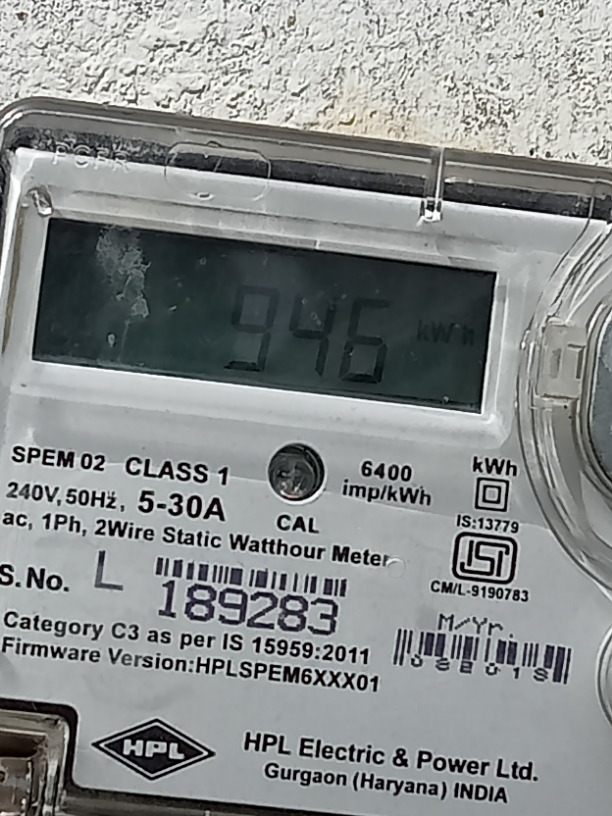 946 kWh
SPEM 02 CLASS 1
240V, 50Hz, 5-30A
ac, 1Ph, 2Wire Static Watthour Meter
CAL
6400
imp/kWh
kWh
IS:13779
ISI
CM/L-9190783
S.No. L 189283
M/Yr.
Category C3 as per IS 15959:2011
Firmware Version:HPLSPEM6XXX01
HPL
HPL Electric & Power Ltd.
Gurgaon (Haryana) INDIA